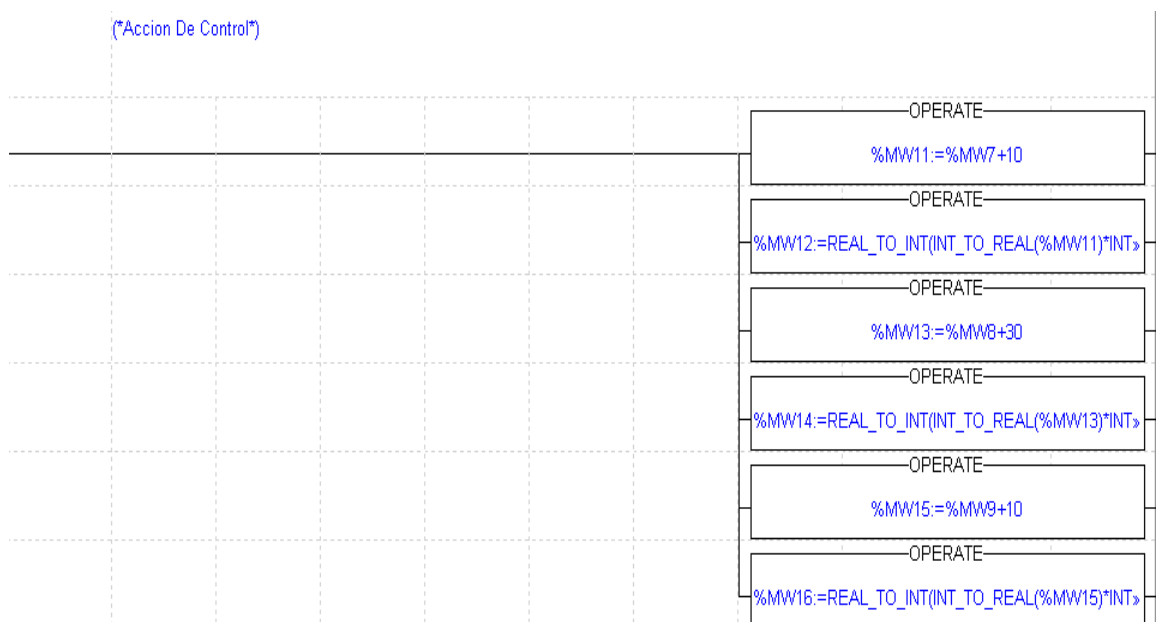 (*Accion De Control*)
OPERATE
%MW11:=%MW7+10
OPERATE
%MW12:=REAL_TO_INT(INT_TO_REAL(%MW11)*INT»
OPERATE
%MW13:=%MW8+30
OPERATE
%MW14:=REAL_TO_INT(INT_TO_REAL(%MW13)*INT»
OPERATE
%MW15:=%MW9+10
OPERATE
%MW16:=REAL_TO_INT(INT_TO_REAL(%MW15)*INT»